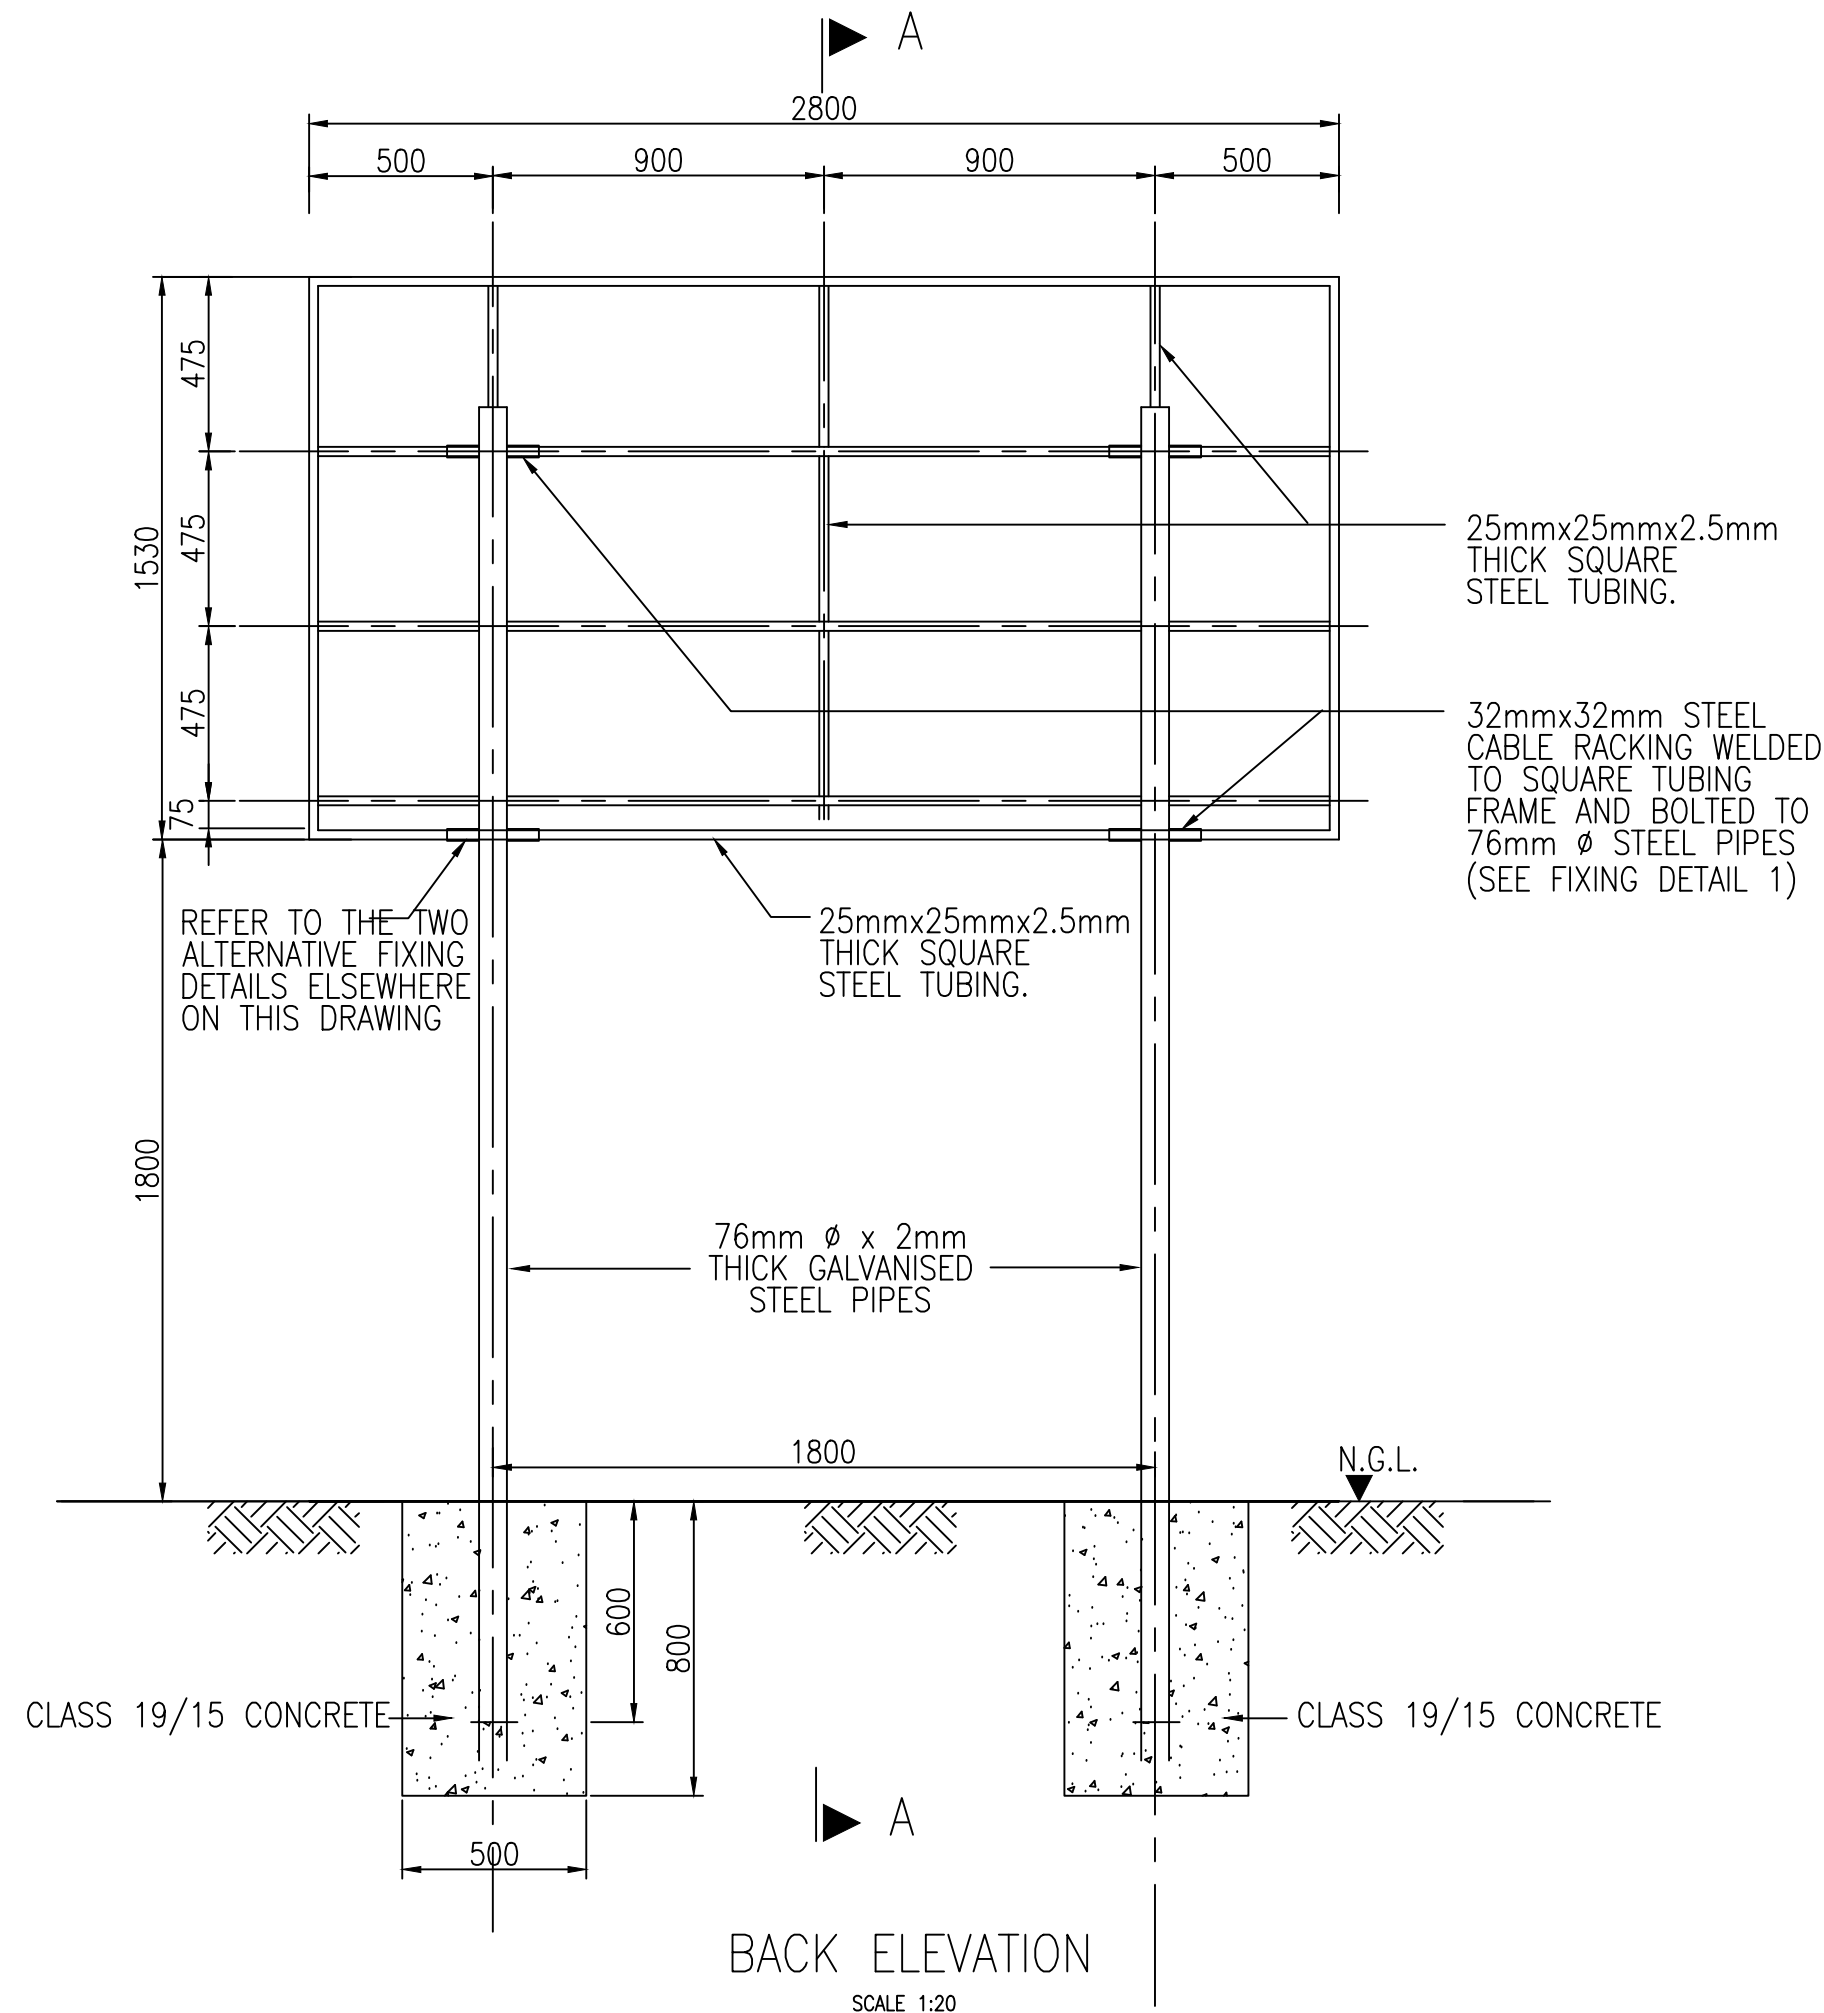 A
2800
500
900
900
500
475
475
475
75
1530
1800
25mmx25mmx2.5mm
THICK SQUARE
STEEL TUBING.
32mmx32mm STEEL
CABLE RACKING WELDED
TO SQUARE TUBING
FRAME AND BOLTED TO
76mm ø STEEL PIPES
(SEE FIXING DETAIL 1)
REFER TO THE TWO
ALTERNATIVE FIXING
DETAILS ELSEWHERE
ON THIS DRAWING
25mmx25mmx2.5mm
THICK SQUARE
STEEL TUBING.
76mm ø x 2mm
THICK GALVANISED
STEEL PIPES
1800
N.G.L.
600
800
CLASS 19/15 CONCRETE
CLASS 19/15 CONCRETE
A
500
BACK ELEVATION
SCALE 1:20